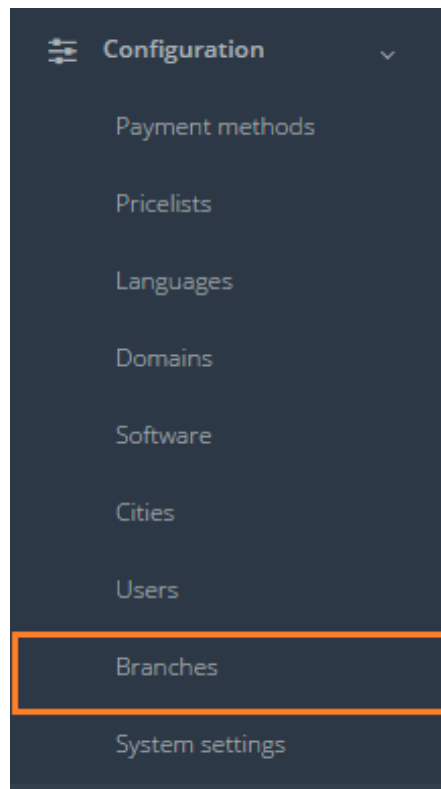 Configuration
Payment methods
Pricelists
Languages
Domains
Software
Cities
Users
Branches
System settings